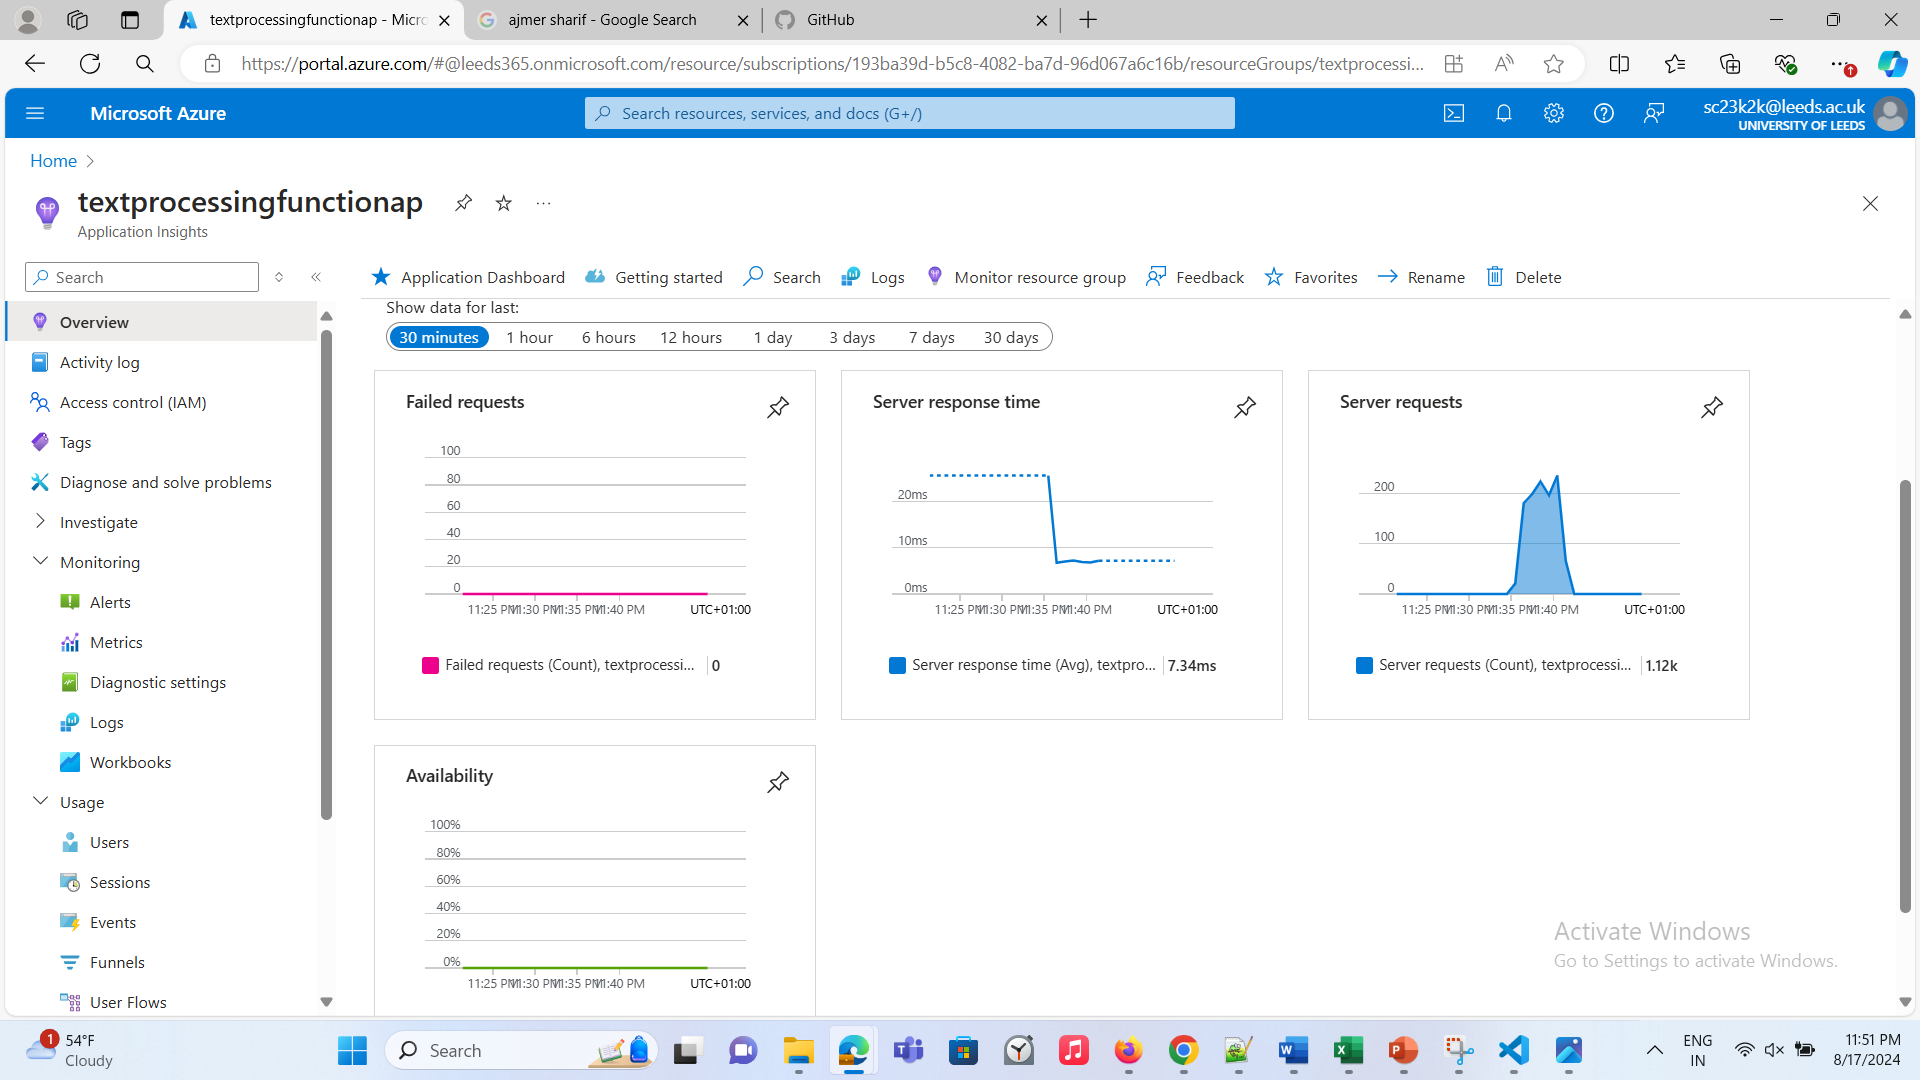 textprocessingfunctionap - Micro
ajmer sharif - Google Search
GitHub
https://portal.azure.com/#@leeds365.onmicrosoft.com/resource/subscriptions/193ba39d-b5c8-4082-ba7d-96d067a6c16b/resourceGroups/textprocessi...
Microsoft Azure
Search resources, services, and docs (G+/)
sc23k2k@leeds.ac.uk
UNIVERSITY OF LEEDS
Home
textprocessingfunctionap
Application Insights
Search
Application Dashboard
Getting started
Search
Logs
Monitor resource group
Feedback
Favorites
Rename
Delete
Overview
Activity log
Access control (IAM)
Tags
Diagnose and solve problems
Investigate
Monitoring
Alerts
Metrics
Diagnostic settings
Logs
Workbooks
Usage
Users
Sessions
Events
Funnels
User Flows
Show data for last:
30 minutes 1 hour 6 hours 12 hours 1 day 3 days 7 days 30 days
Failed requests
100
80
60
40
20
0
11:25 PM 11:30 PM 11:35 PM 11:40 PM UTC+01:00
Failed requests (Count), textprocessi... 0
Server response time
20ms
10ms
0ms
11:25 PM 11:30 PM 11:35 PM 11:40 PM UTC+01:00
Server response time (Avg), textpro... 7.34ms
Server requests
200
100
0
11:25 PM 11:30 PM 11:35 PM 11:40 PM UTC+01:00
Server requests (Count), textprocessi... 1.12k
Availability
100%
80%
60%
40%
20%
0%
11:25 PM 11:30 PM 11:35 PM 11:40 PM UTC+01:00
Activate Windows
Go to Settings to activate Windows.
1
54°F
Cloudy
Search
ENG
IN
11:51 PM
8/17/2024